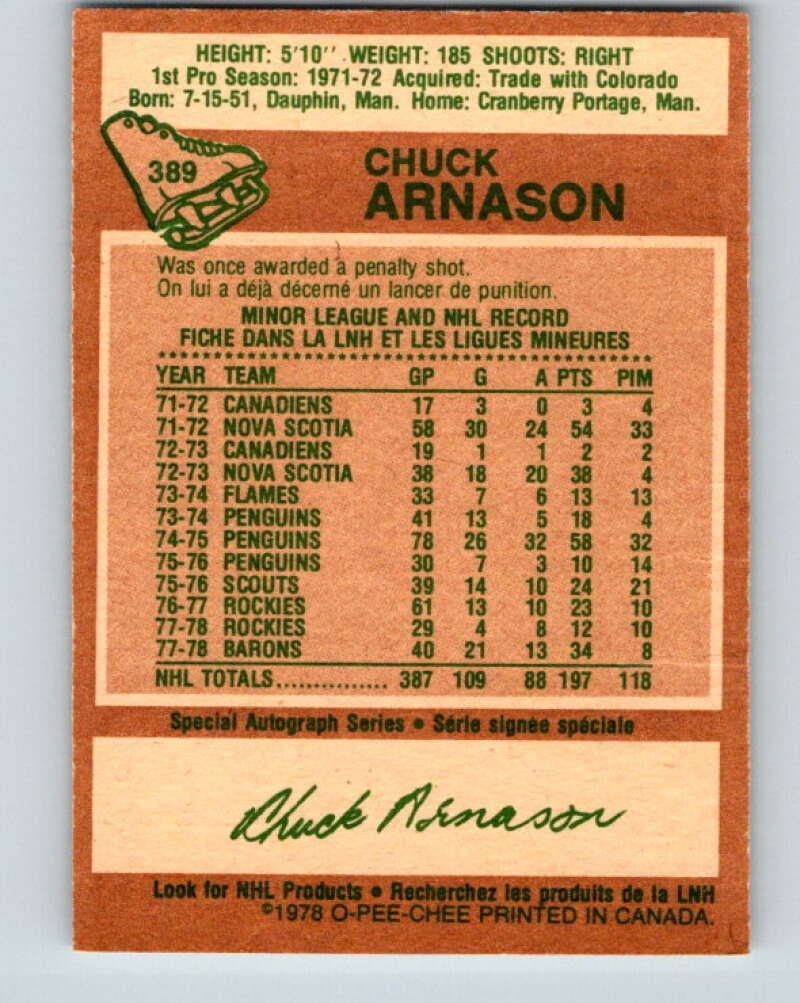 HEIGHT: 5'10'' WEIGHT: 185 SHOOTS: RIGHT
1st Pro Season: 1971-72 Acquired: Trade with Colorado
Born: 7-15-51, Dauphin, Man. Home: Cranberry Portage, Man.
389
CHUCK
ARNASON
Was once awarded a penalty shot.
On lui a déjà décerné un lancer de punition.
MINOR LEAGUE AND NHL RECORD
FICHE DANS LA LNH ET LES LIGUES MINEURES
YEAR TEAM GP G A PTS PIM
71-72 CANADIENS 17 3 0 3 4
71-72 NOVA SCOTIA 58 30 24 54 33
72-73 CANADIENS 19 1 1 2 2
72-73 NOVA SCOTIA 38 18 20 38 4
73-74 FLAMES 33 7 6 13 13
73-74 PENGUINS 41 13 5 18 4
74-75 PENGUINS 78 26 32 58 32
75-76 PENGUINS 30 7 3 10 14
75-76 SCOUTS 39 14 10 24 21
76-77 ROCKIES 61 13 10 23 10
77-78 ROCKIES 29 4 8 12 10
77-78 BARONS 40 21 13 34 8
NHL TOTALS............... 387 109 88 197 118
Special Autograph Series • Série signée spéciale
Chuck Arnason
Look for NHL Products • Recherchez les produits de la LNH
©1978 O-PEE-CHEE PRINTED IN CANADA.